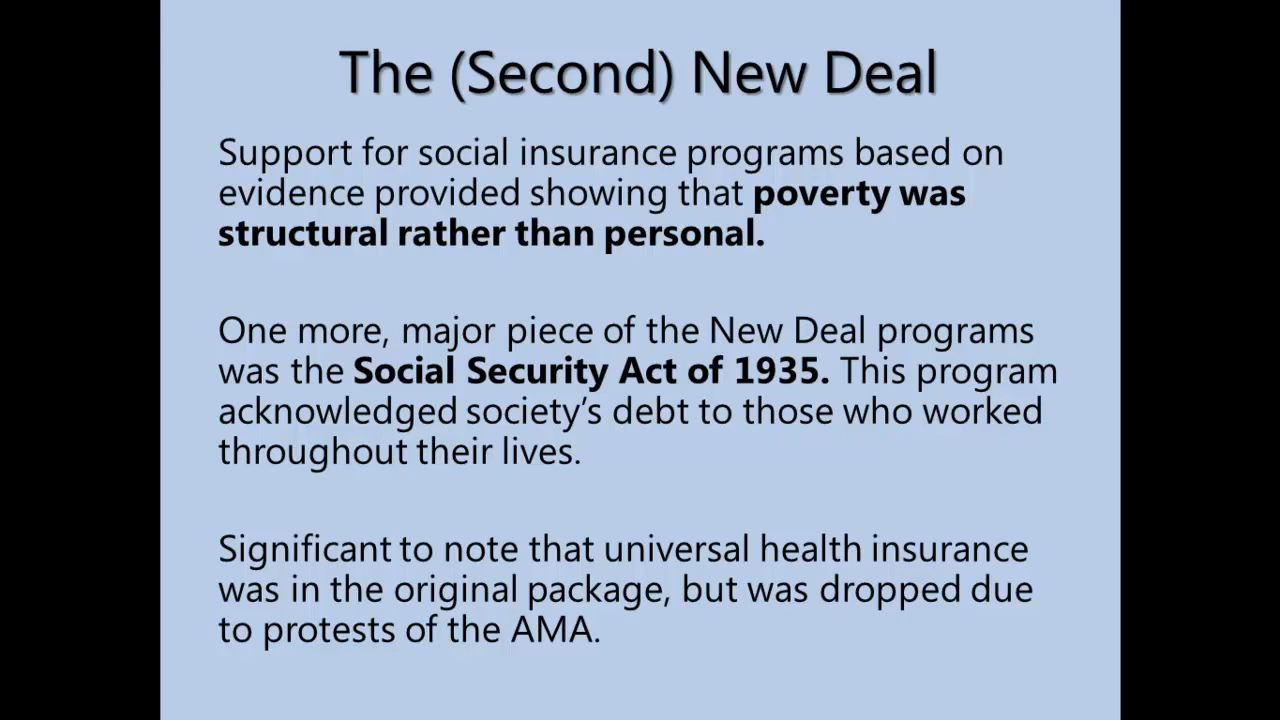 The (Second) New Deal
Support for social insurance programs based on
evidence provided showing that poverty was
structural rather than personal.
One more, major piece of the New Deal programs
was the Social Security Act of 1935. This program
acknowledged society’s debt to those who worked
throughout their lives.
Significant to note that universal health insurance
was in the original package, but was dropped due
to protests of the AMA.